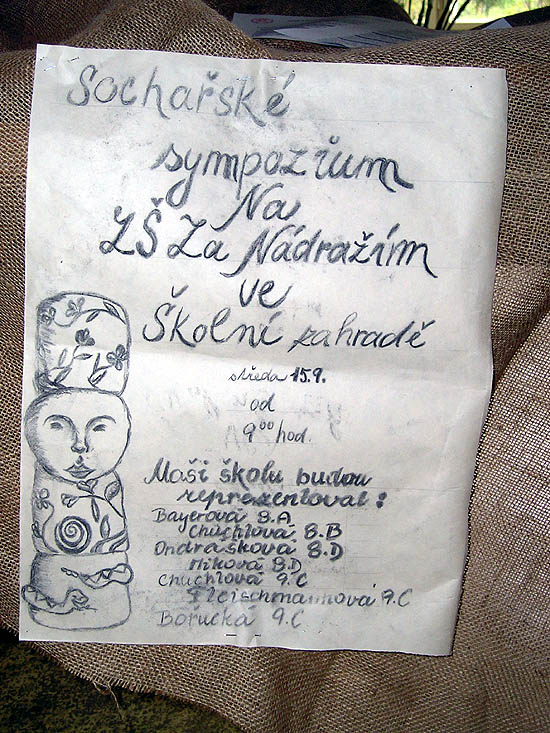 Sochařské
sympozium
Na
ZŠ Za Nádražím
ve
Školní zahradě
středa 15.9.
od
9⁰⁰ hod.
Naši školu budou
reprezentovat:
Bayerová 8.A
Chuchlová 8.B
Ondrášková 8.D
Míková 8.D
Chuchlová 9.C
Fleischmannová 9.C
Bořucká 9.C